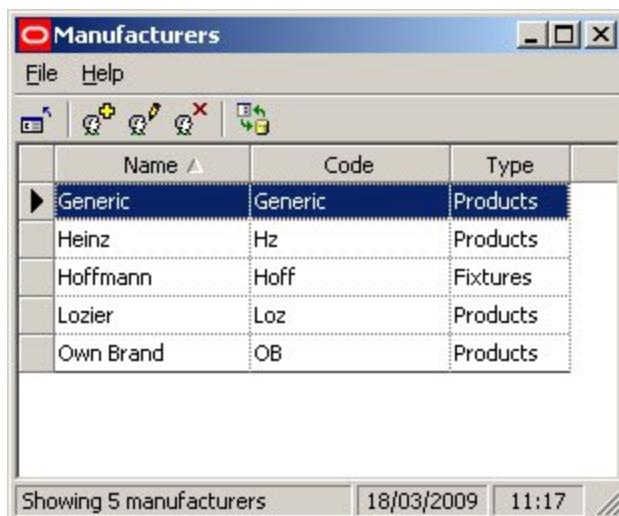 Manufacturers
File Help
Name Code Type
Generic Generic Products
Heinz Hz Products
Hoffmann Hoff Fixtures
Lozier Loz Products
Own Brand OB Products
Showing 5 manufacturers 18/03/2009 11:17